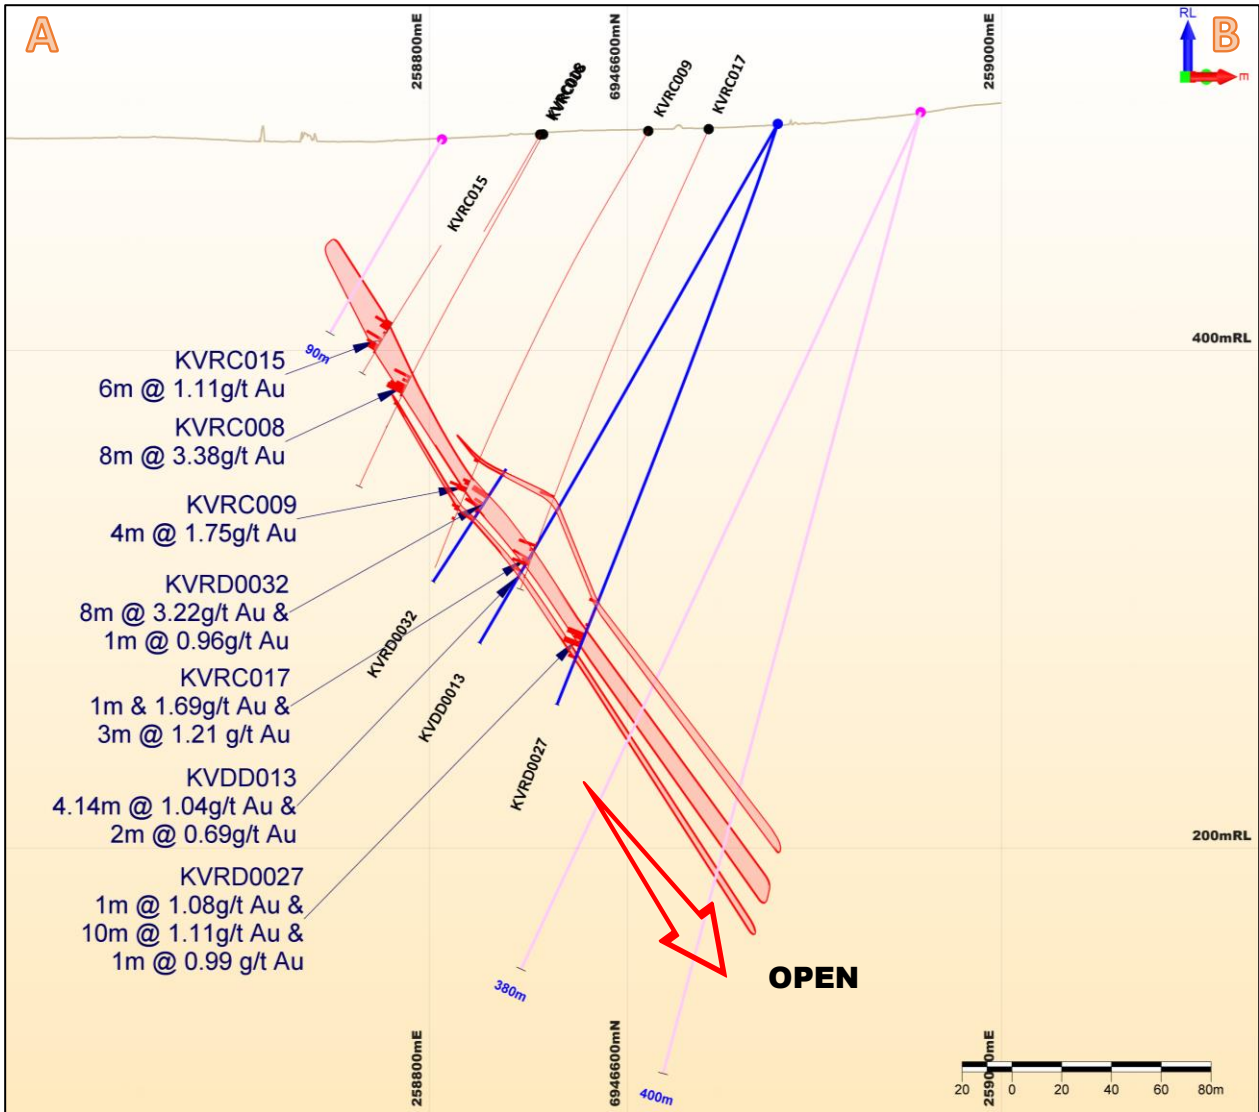 A
258800mE
6946600mN
259000mE
RL
B
E
KVRC008
KVRC009
KVRC017
KVRC015
400mRL
90m
KVRC015
6m @ 1.11g/t Au
KVRC008
8m @ 3.38g/t Au
KVRC009
4m @ 1.75g/t Au
KVRD0032
8m @ 3.22g/t Au &
1m @ 0.96g/t Au
KVRC017
1m & 1.69g/t Au &
3m @ 1.21 g/t Au
KVDD013
4.14m @ 1.04g/t Au &
2m @ 0.69g/t Au
KVRD0027
1m @ 1.08g/t Au &
10m @ 1.11g/t Au &
1m @ 0.99 g/t Au
KVRD0032
KVDD0013
KVRD0027
200mRL
OPEN
380m
400m
258800mE
6946600mN
20 0 20 40 60 80m